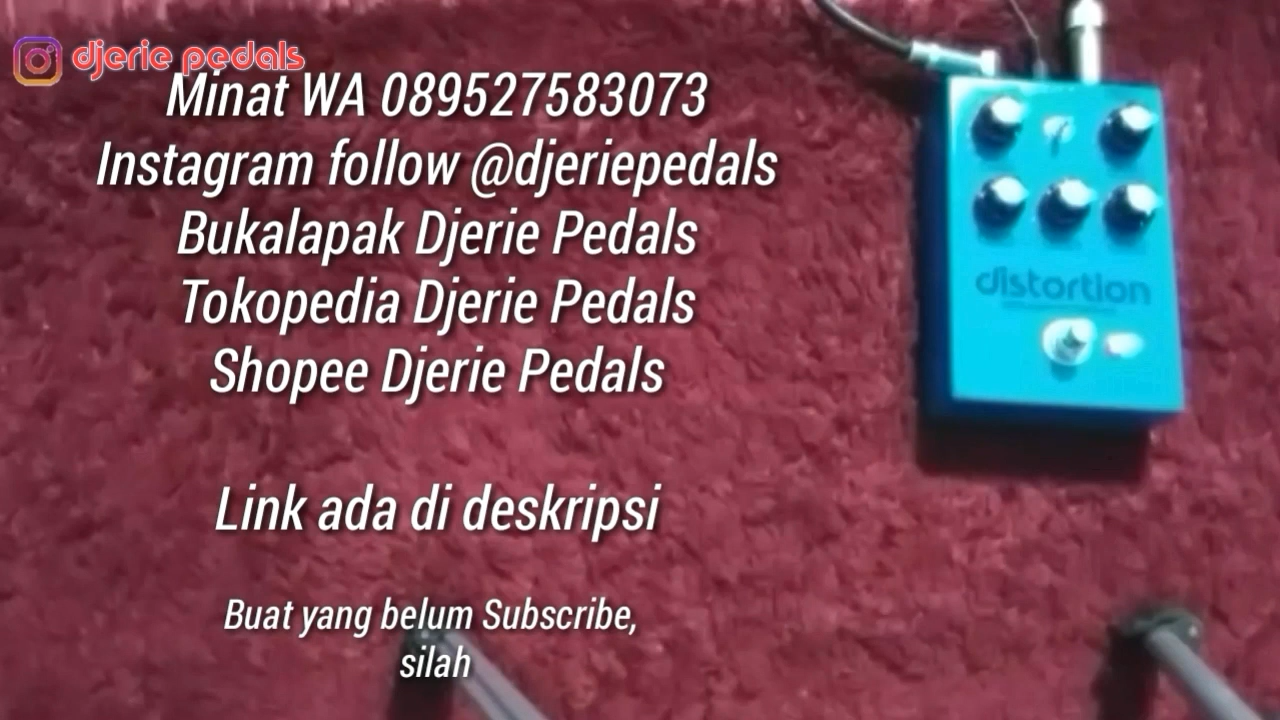 djerie pedals
Minat WA 089527583073
Instagram follow @djeriepedals
Bukalapak Djerie Pedals
Tokopedia Djerie Pedals
Shopee Djerie Pedals
Link ada di deskripsi
Buat yang belum Subscribe,
silah
distortion